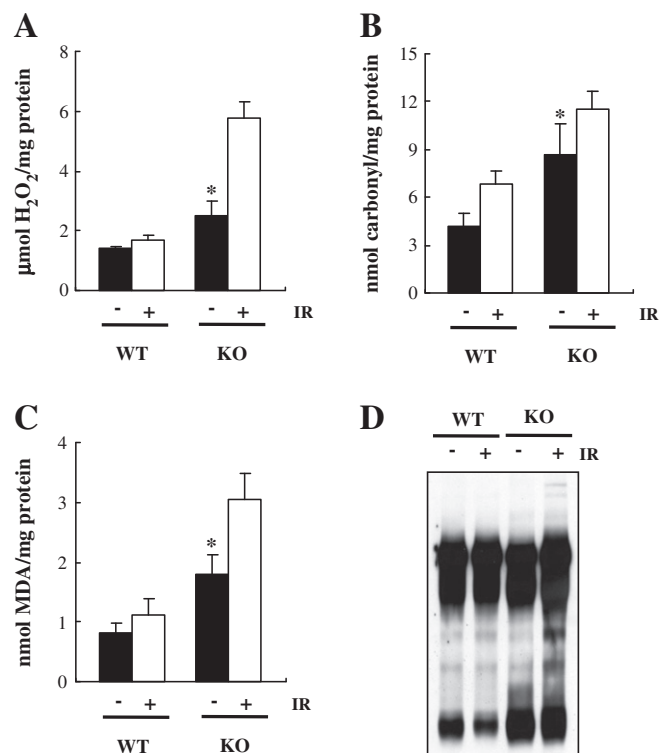 A
μmol H₂O₂/mg protein
8
6
4
2
0
*
- + IR
WT KO
B
nmol carbonyl/mg protein
15
12
9
6
3
0
*
- + - + IR
WT KO
C
nmol MDA/mg protein
4
3
2
1
0
*
- + - + IR
WT KO
D
WT KO
- + - + IR